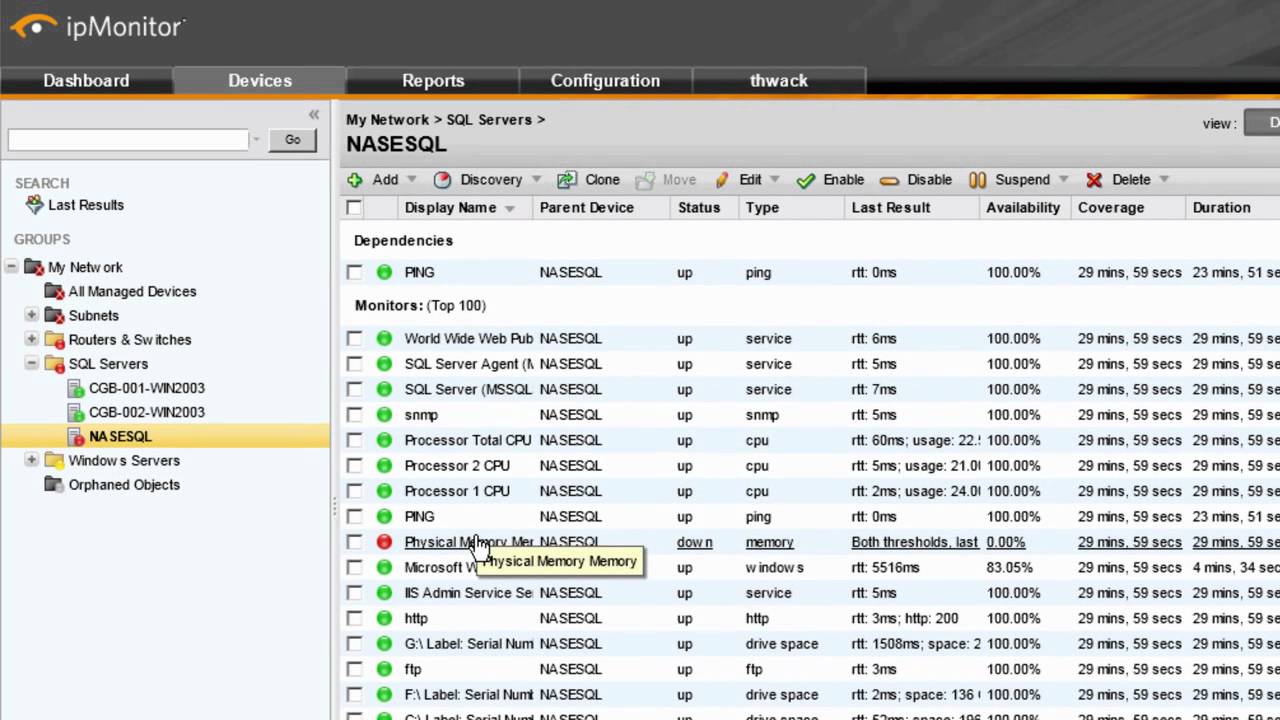 ipMonitor
Dashboard Devices Reports Configuration thwack
My Network > SQL Servers >
NASESQL
view :
Go
SEARCH
Last Results
GROUPS
My Network
All Managed Devices
Subnets
Routers & Switches
SQL Servers
CGB-001-WIN2003
CGB-002-WIN2003
NASESQL
Windows Servers
Orphaned Objects
Add Discovery Clone Move Edit Enable Disable Suspend Delete
Display Name Parent Device Status Type Last Result Availability Coverage Duration
Dependencies
PING NASESQL up ping rtt: 0ms 100.00% 29 mins, 59 secs 23 mins, 51 s
Monitors: (Top 100)
World Wide Web Pub NASESQL up service rtt: 6ms 100.00% 29 mins, 59 secs 29 mins, 59 se
SQL Server Agent (M NASESQL up service rtt: 5ms 100.00% 29 mins, 59 secs 29 mins, 59 se
SQL Server (MSSQL NASESQL up service rtt: 7ms 100.00% 29 mins, 59 secs 29 mins, 59 se
snmp NASESQL up snmp rtt: 5ms 100.00% 29 mins, 59 secs 29 mins, 59 se
Processor Total CPU NASESQL up cpu rtt: 60ms; usage: 22. 100.00% 29 mins, 59 secs 29 mins, 59 se
Processor 2 CPU NASESQL up cpu rtt: 5ms; usage: 21.0 100.00% 29 mins, 59 secs 29 mins, 59 se
Processor 1 CPU NASESQL up cpu rtt: 2ms; usage: 24.0 100.00% 29 mins, 59 secs 29 mins, 59 se
PING NASESQL up ping rtt: 0ms 100.00% 29 mins, 59 secs 23 mins, 51 se
Physical Memory Mer NASESQL down memory Both thresholds, last 0.00% 29 mins, 59 secs 29 mins, 59 se
Physical Memory Memory
Microsoft W NASESQL up windows rtt: 5516ms 83.05% 29 mins, 59 secs 4 mins, 34 sec
IIS Admin Service Se NASESQL up service rtt: 5ms 100.00% 29 mins, 59 secs 29 mins, 59 se
http NASESQL up http rtt: 3ms; http: 200 100.00% 29 mins, 59 secs 29 mins, 59 se
G:\ Label: Serial Num NASESQL up drive space rtt: 1508ms; space: 2 100.00% 29 mins, 59 secs 29 mins, 59 se
ftp NASESQL up ftp rtt: 3ms 100.00% 29 mins, 59 secs 29 mins, 59 se
F:\ Label: Serial Num NASESQL up drive space rtt: 2ms; space: 136 100.00% 29 mins, 59 secs 29 mins, 59 se